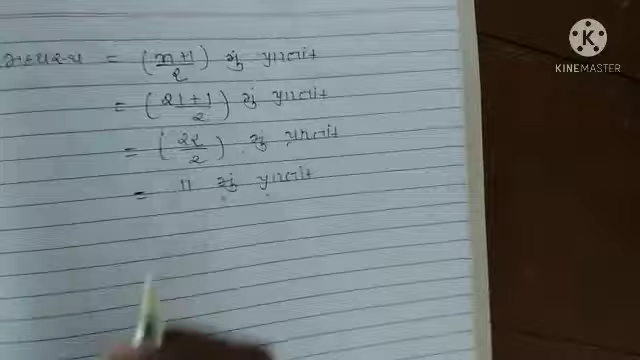 મધ્યસ્થ = (n+1/2) મું પ્રાપ્તાંક
= (21+1/2) મું પ્રાપ્તાંક
= (22/2) મું પ્રાપ્તાંક
= 11 મું પ્રાપ્તાંક
KINEMASTER